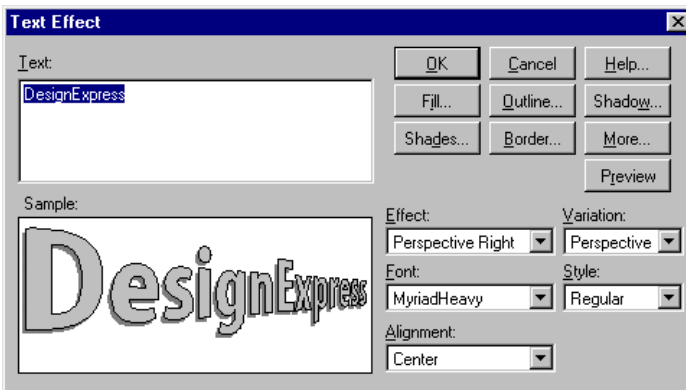 Text Effect
Text:
DesignExpress
OK Cancel Help...
Fill... Outline... Shadow...
Shades... Border... More...
Preview
Sample:
DesignExpress
Effect: Variation:
Perspective Right Perspective
Font: Style:
MyriadHeavy Regular
Alignment:
Center